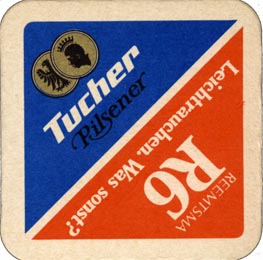 Tucher
Pilsener
REEMTSMA
R6
Leichtrauchen. Was sonst?